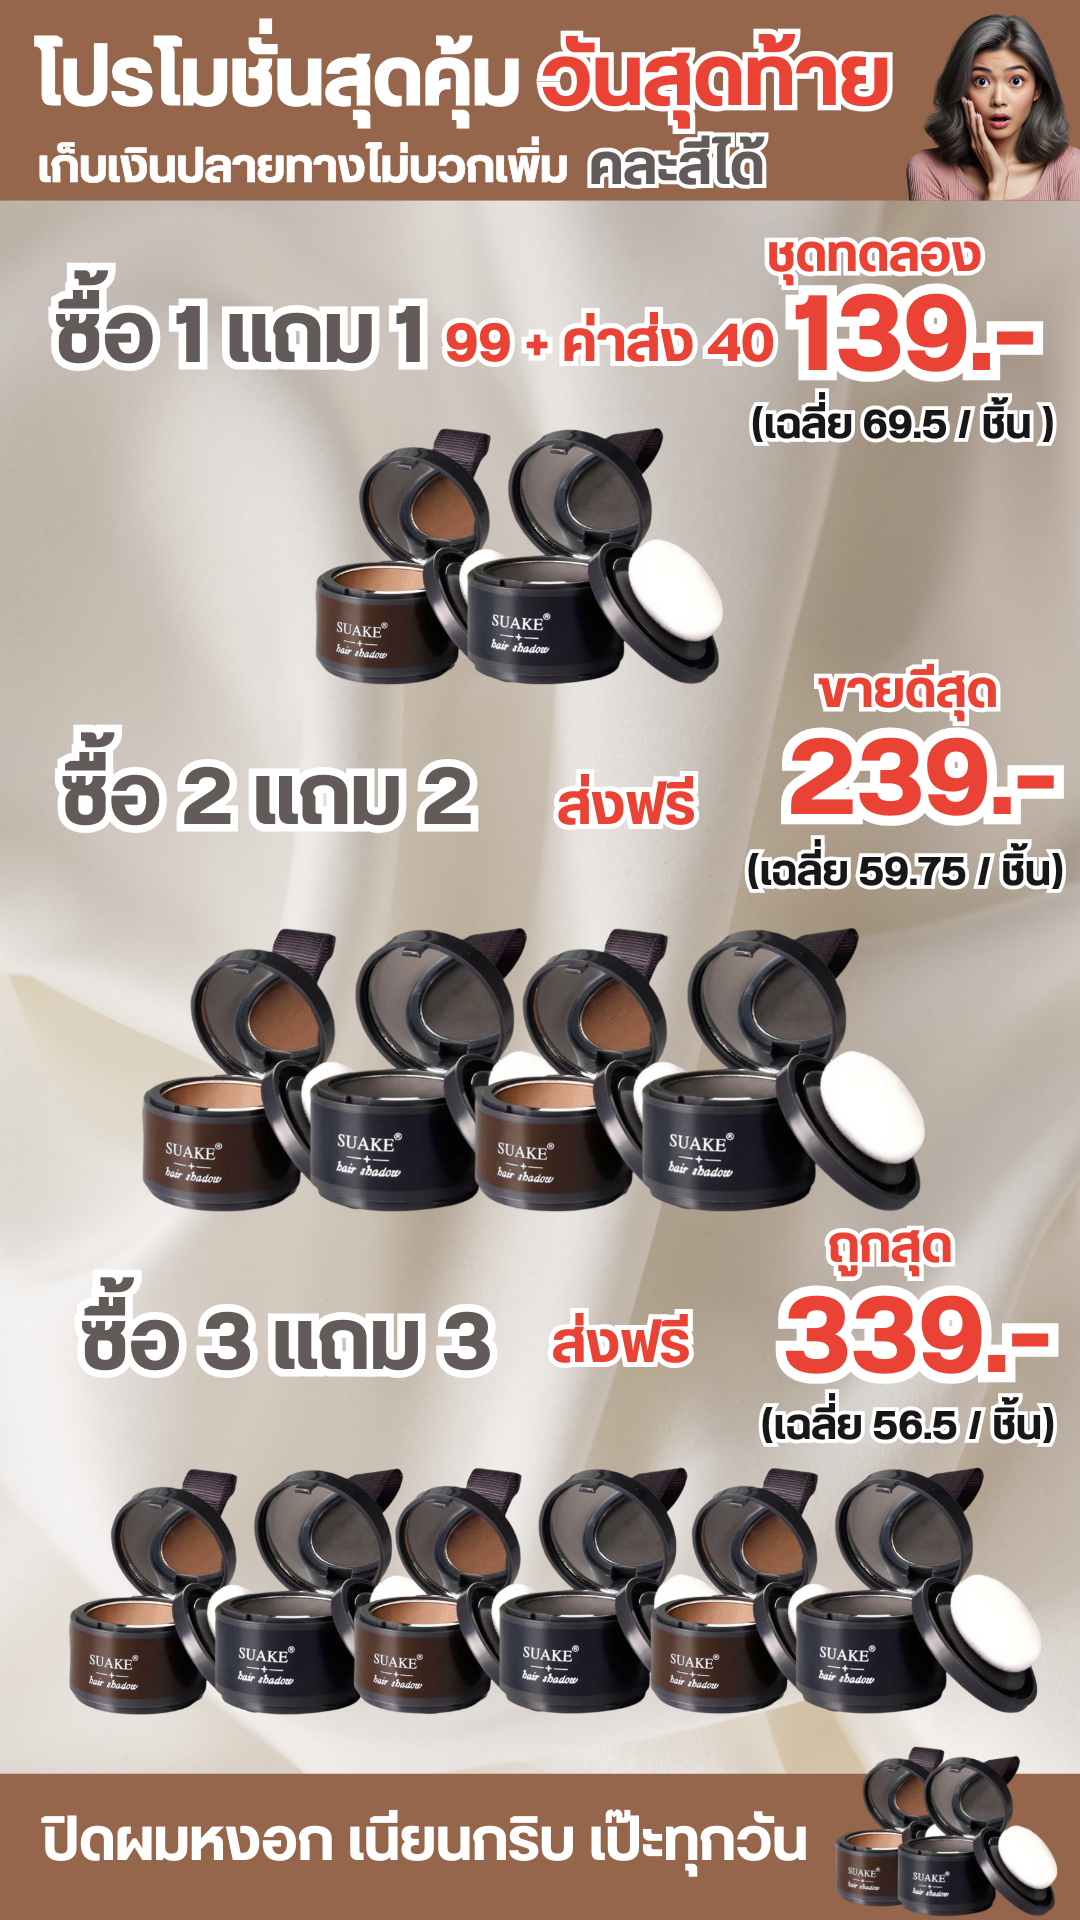 โปรโมชั่นสุดคุ้ม วันสุดท้าย
เก็บเงินปลายทางไม่บวกเพิ่ม คละสีได้
ชุดทดลอง
ซื้อ 1 แถม 1 99 + ค่าส่ง 40 139.-
(เฉลี่ย 69.5 / ชิ้น )
SUAKE®
hair shadow
SUAKE®
hair shadow
ขายดีสุด
ซื้อ 2 แถม 2 ส่งฟรี 239.-
(เฉลี่ย 59.75 / ชิ้น)
SUAKE®
hair shadow
SUAKE®
hair shadow
SUAKE®
hair shadow
SUAKE®
hair shadow
ถูกสุด
ซื้อ 3 แถม 3 ส่งฟรี 339.-
(เฉลี่ย 56.5 / ชิ้น)
SUAKE®
hair shadow
SUAKE®
hair shadow
SUAKE®
hair shadow
SUAKE®
hair shadow
SUAKE®
hair shadow
SUAKE®
hair shadow
ปิดผมหงอก เนียนกริบ เป๊ะทุกวัน
SUAKE®
hair shadow
SUAKE®
hair shadow